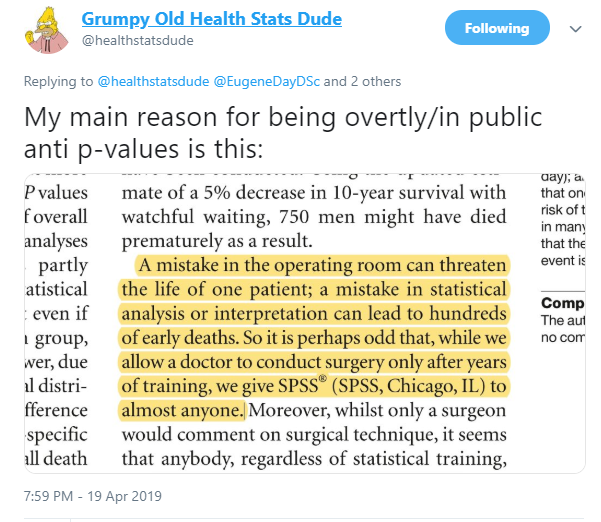 Grumpy Old Health Stats Dude
@healthstatsdude
Following
Replying to @healthstatsdude @EugeneDayDSc and 2 others
My main reason for being overtly/in public
anti p-values is this:
P values
f overall
analyses
partly
atistical
even if
group,
wer, due
al distri-
fference
specific
all death
mate of a 5% decrease in 10-year survival with
watchful waiting, 750 men might have died
prematurely as a result.
A mistake in the operating room can threaten
the life of one patient; a mistake in statistical
analysis or interpretation can lead to hundreds
of early deaths. So it is perhaps odd that, while we
allow a doctor to conduct surgery only after years
of training, we give SPSS® (SPSS, Chicago, IL) to
almost anyone. Moreover, whilst only a surgeon
would comment on surgical technique, it seems
that anybody, regardless of statistical training,
day); a
that on
risk of t
in many
that the
event is
Comp
The aut
no com
7:59 PM - 19 Apr 2019